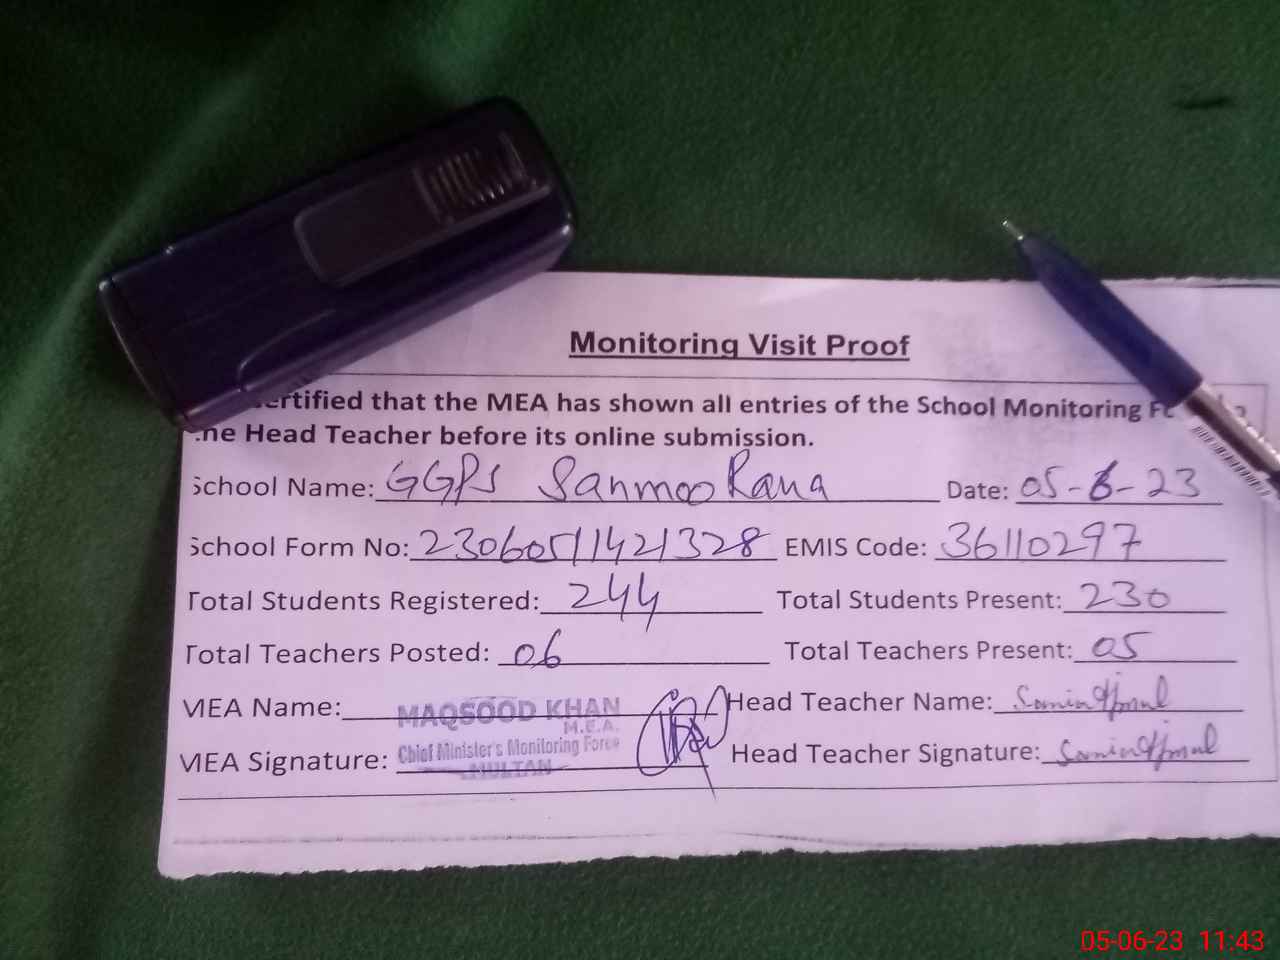 Monitoring Visit Proof
ertified that the MEA has shown all entries of the School Monitoring F
he Head Teacher before its online submission.
School Name: GGPS Sanmoo Rana Date: 05-6-23
School Form No: 23060511421328 EMIS Code: 36110297
Total Students Registered: 244 Total Students Present: 230
Total Teachers Posted: 06 Total Teachers Present: 05
MEA Name: MAQSOOD KHAN Head Teacher Name:
M.E.A.
MEA Signature: Chief Minister's Monitoring Force Head Teacher Signature:
MULTAN
05-06-23 11:43